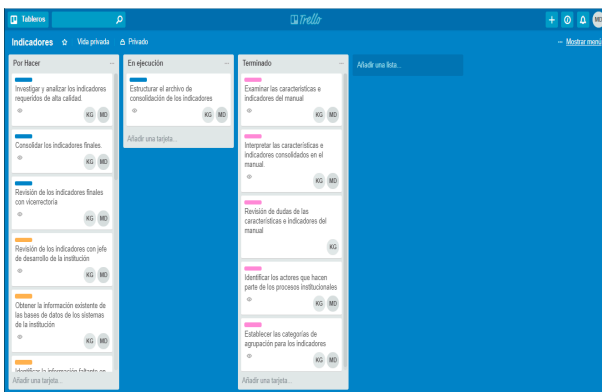 Tableros
Trello
MD
Indicadores
Vida privada
Privado
Mostrar menú
Por Hacer
Investigar y analizar los indicadores
requeridos de alta calidad.
KG MD
Consolidar los indicadores finales.
KG MD
Revisión de los indicadores finales
con vicerrectoría
KG MD
Revisión de los indicadores con jefe
de desarrollo de la institución
KG MD
Obtener la información existente de
las bases de datos de los sistemas
de la institución
KG MD
Identificar la información faltante en
Añadir una tarjeta...
En ejecución
Estructurar el archivo de
consolidación de los indicadores
KG MD
Añadir una tarjeta...
Terminado
Examinar las características e
indicadores del manual
KG MD
Interpretar las características e
indicadores consolidados en el
manual
KG MD
Revisión de dudas de las
características e indicadores del
manual
KG
Identificar los actores que hacen
parte de los procesos institucionales
KG MD
Establecer las categorías de
agrupación para los indicadores
KG MD
Añadir una tarjeta...
Añadir una lista...